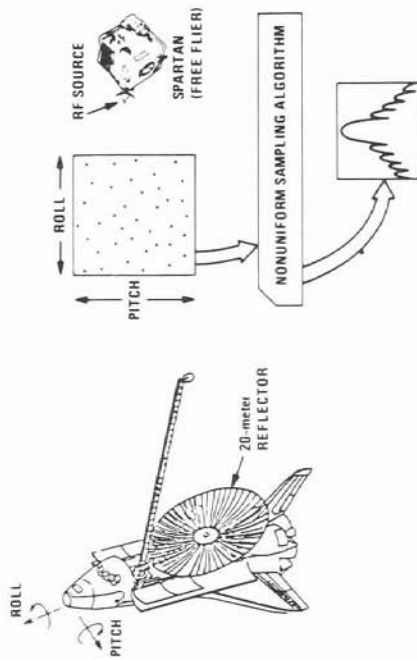 ROLL
PITCH
20-meter
REFLECTOR
ROLL
PITCH
RF SOURCE
SPARTAN
(FREE FLIER)
NONUNIFORM SAMPLING ALGORITHM